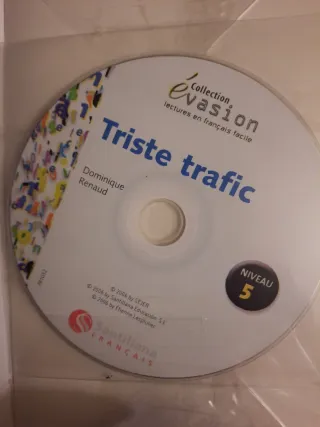 Collection
évasion
lectures en français facile
Triste trafic
Dominique
Renaud
NIVEAU
5
Santillana
FRANÇAIS